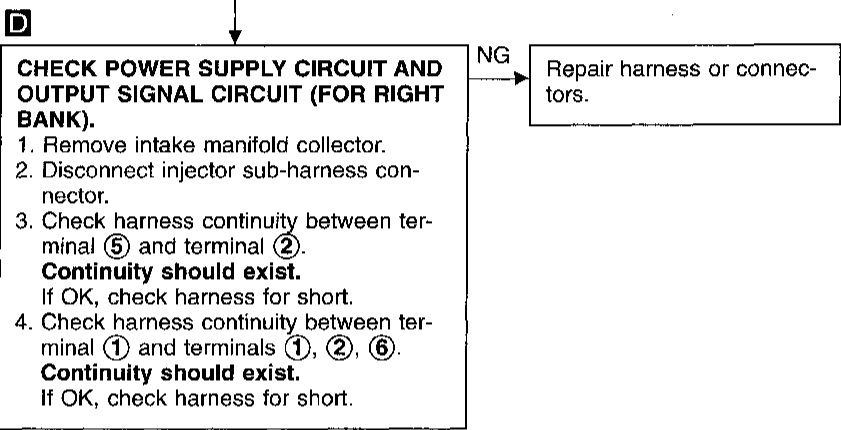 D
CHECK POWER SUPPLY CIRCUIT AND
OUTPUT SIGNAL CIRCUIT (FOR RIGHT
BANK).
1. Remove intake manifold collector.
2. Disconnect injector sub-harness con-
nector.
3. Check harness continuity between ter-
minal ⑤ and terminal ②.
Continuity should exist.
If OK, check harness for short.
4. Check harness continuity between ter-
minal ① and terminals ①, ②, ⑥.
Continuity should exist.
If OK, check harness for short.
NG
Repair harness or connec-
tors.